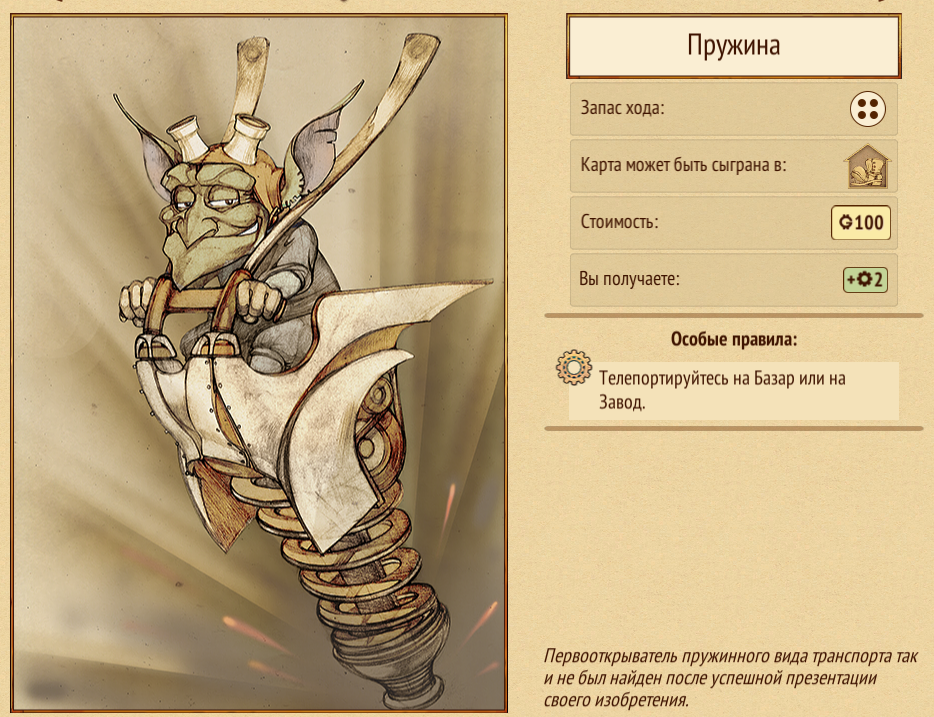 Пружина
Запас хода:
Карта может быть сыграна в:
Стоимость:
100
Вы получаете:
+2
Особые правила:
Телепортируйтесь на Базар или на
Завод.
Первооткрыватель пружинного вида транспорта так
и не был найден после успешной презентации
своего изобретения.